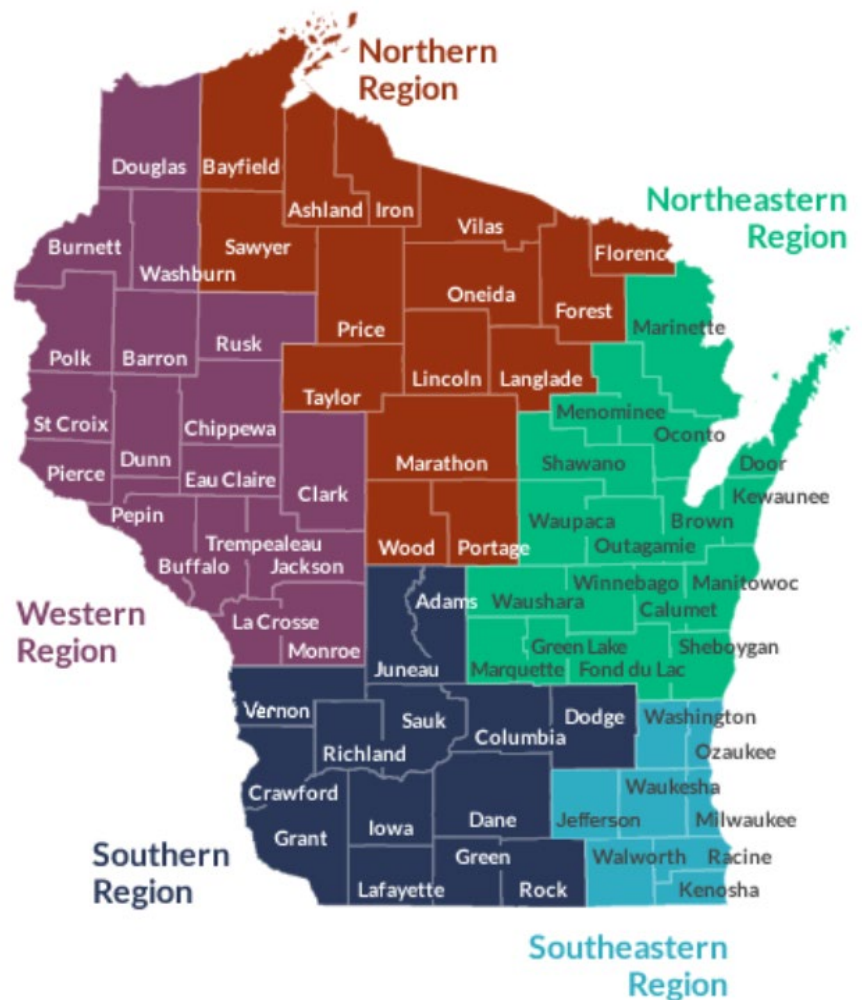 Northern
Region
Douglas Bayfield
Ashland Iron
Northeastern
Region
Vilas
Burnett
Sawyer
Florenc
Washburn
Oneida
Forest
Marinette
Price
Rusk
Polk
Barron
Lincoln
Langlade
Taylor
Menominee
St Croix
Chippewa
Oconto
Dunn
Marathon
Shawano
Door
Pierce
Eau Claire
Clark
Kewaunee
Pepin
Waupaca
Brown
Trempealeau
Wood
Portage
Outagamie
Buffalo
Jackson
Winnebago
Manitowoc
Adams
Waushara
Calumet
Western
Region
La Crosse
Monroe
Green Lake
Sheboygan
Juneau
Marquette
Fond du Lac
Vernon
Sauk
Dodge
Washington
Columbia
Richland
Ozaukee
Crawford
Waukesha
Iowa
Dane
Jefferson
Milwaukee
Grant
Southern
Region
Green
Walworth
Racine
Lafayette
Rock
Kenosha
Southeastern
Region